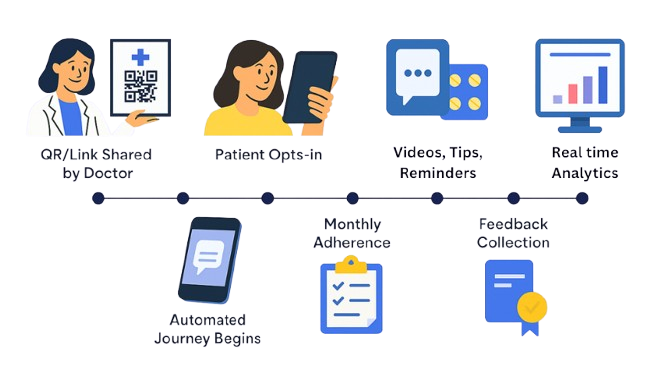 QR/Link Shared
by Doctor
Patient Opts-in
Videos, Tips,
Reminders
Real time
Analytics
Automated
Journey Begins
Monthly
Adherence
Feedback
Collection